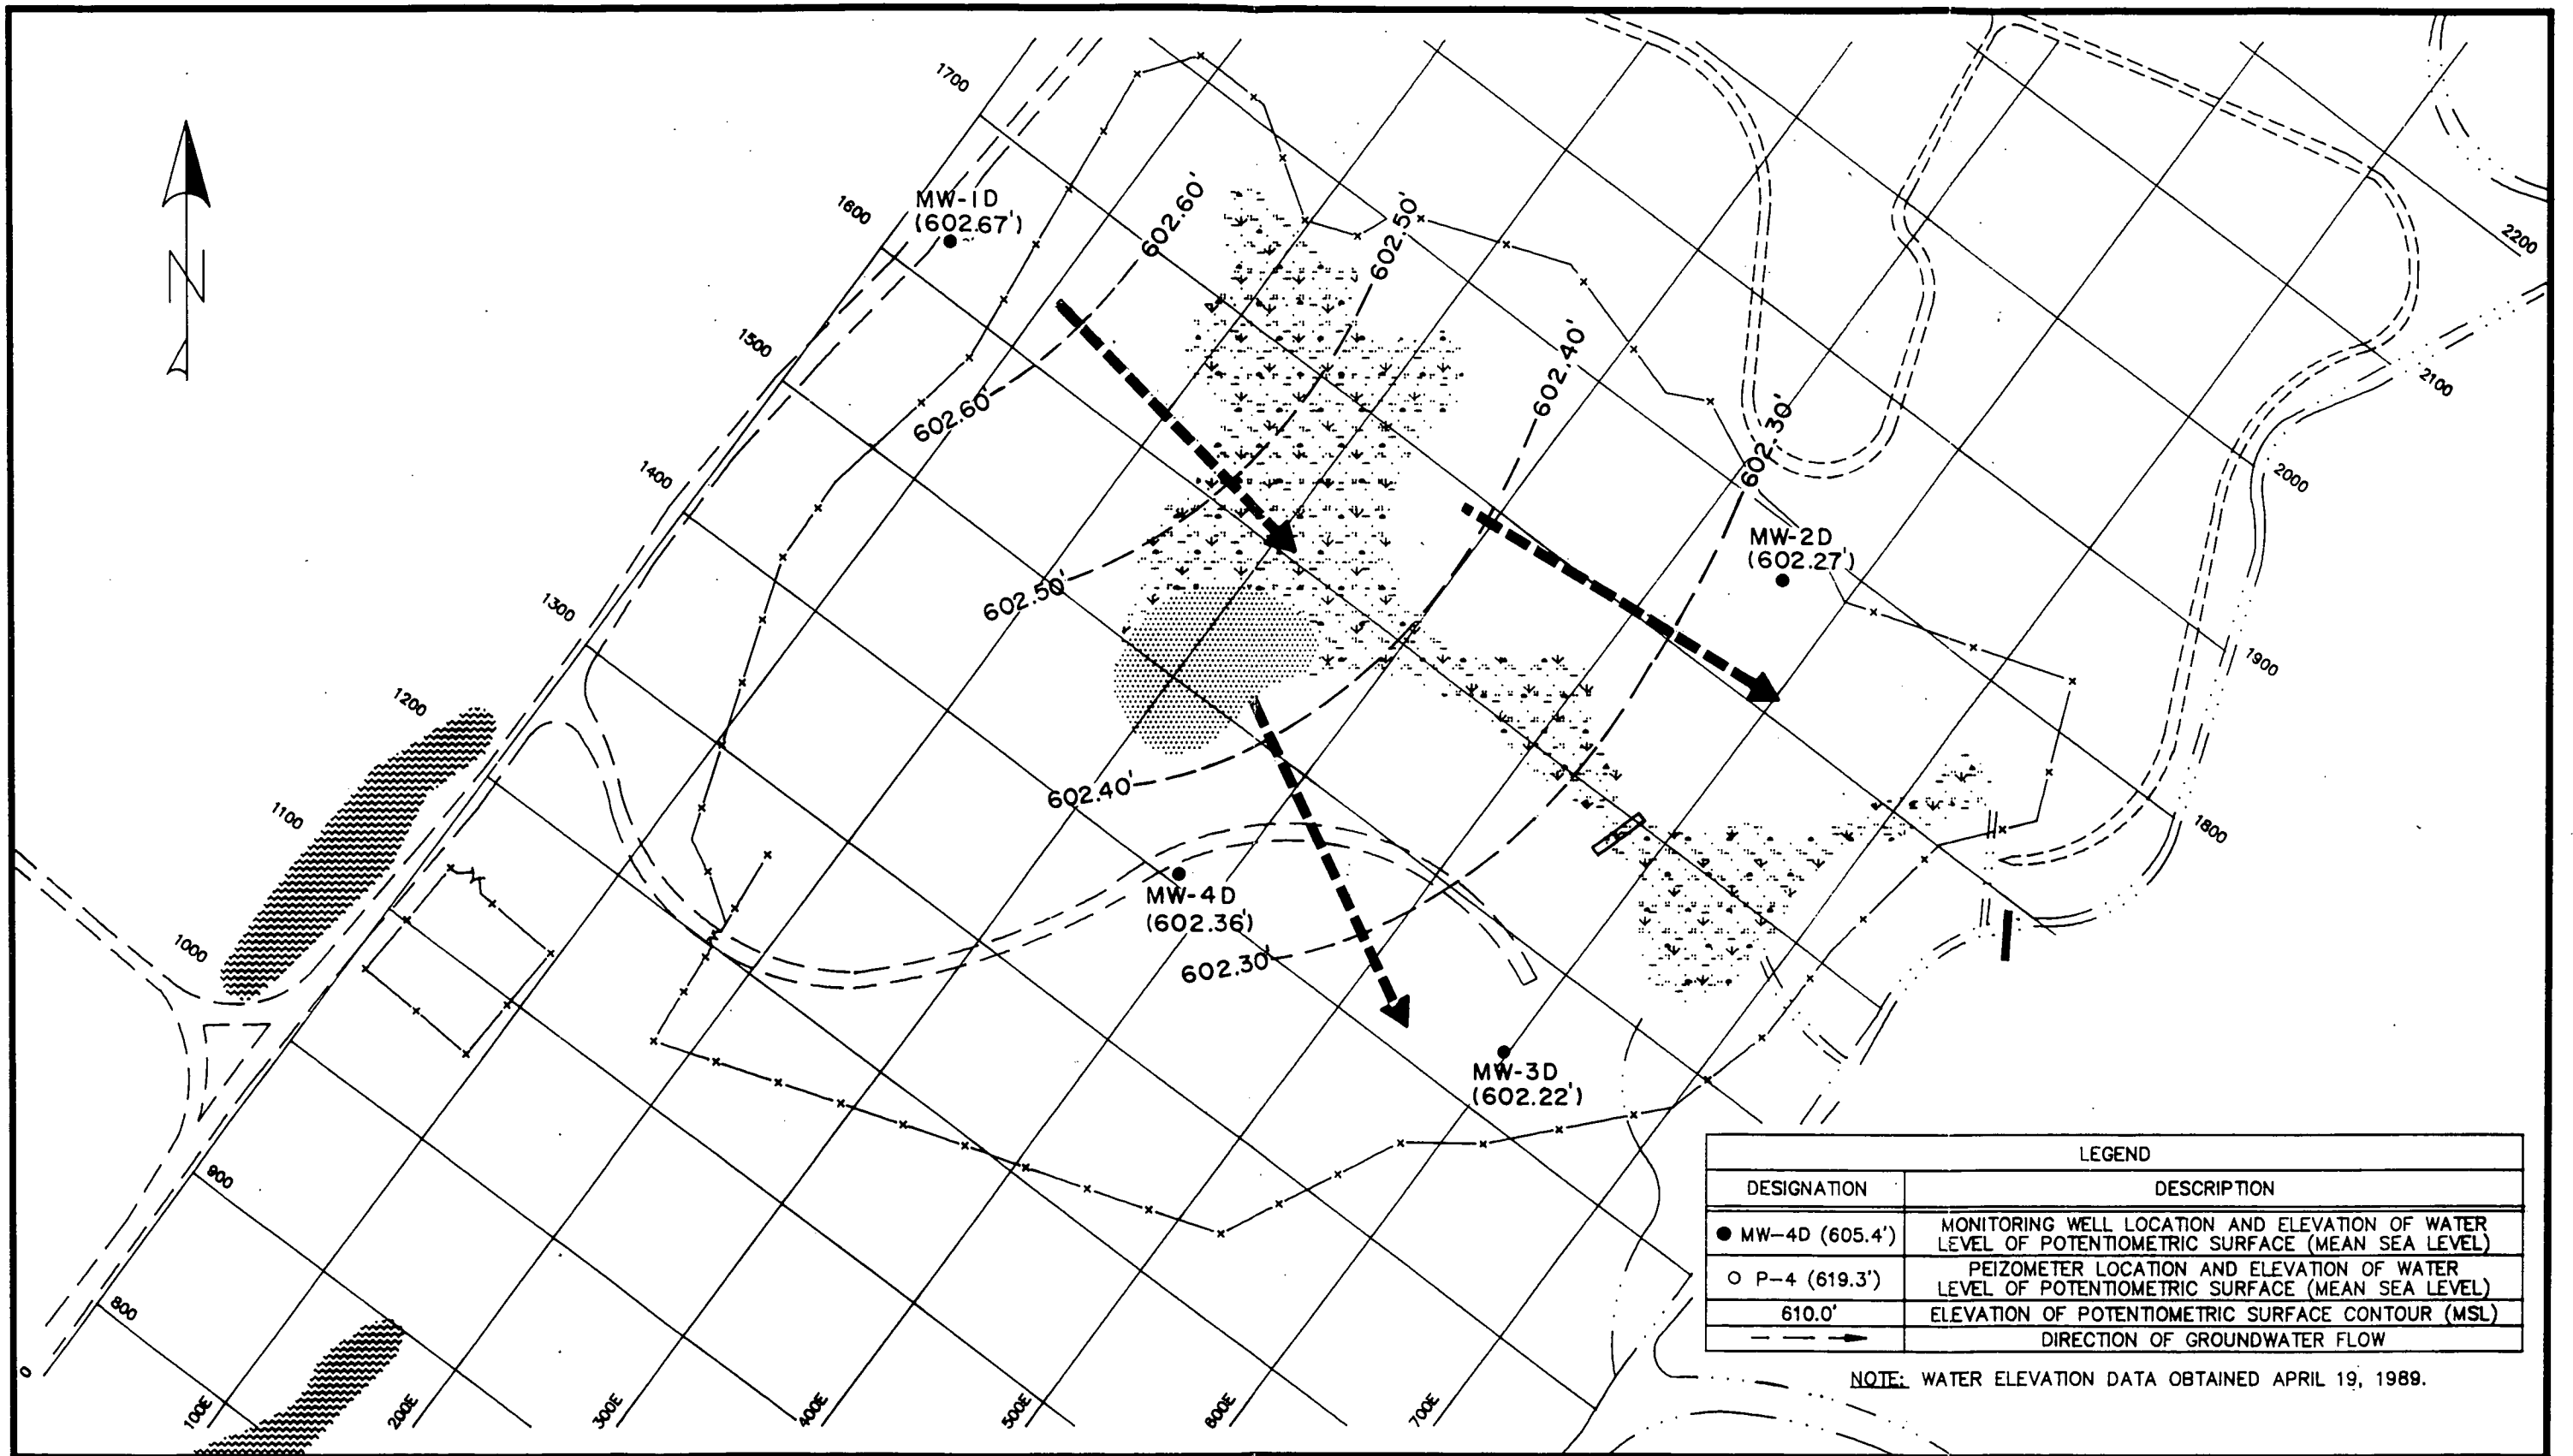 N
1700
1600
1500
1400
1300
1200
1100
1000
900
800
0
100E
200E
300E
400E
500E
600E
700E
2200
2100
2000
1900
1800
MW-1D
(602.67')
602.60'
602.60'
602.50'
602.50'
602.40'
602.40'
602.30'
602.30'
MW-2D
(602.27')
MW-4D
(602.36')
MW-3D
(602.22')
LEGEND
DESIGNATION DESCRIPTION
MW-4D (605.4') MONITORING WELL LOCATION AND ELEVATION OF WATER
LEVEL OF POTENTIOMETRIC SURFACE (MEAN SEA LEVEL)
P-4 (619.3') PEIZOMETER LOCATION AND ELEVATION OF WATER
LEVEL OF POTENTIOMETRIC SURFACE (MEAN SEA LEVEL)
610.0' ELEVATION OF POTENTIOMETRIC SURFACE CONTOUR (MSL)
DIRECTION OF GROUNDWATER FLOW
NOTE: WATER ELEVATION DATA OBTAINED APRIL 19, 1989.